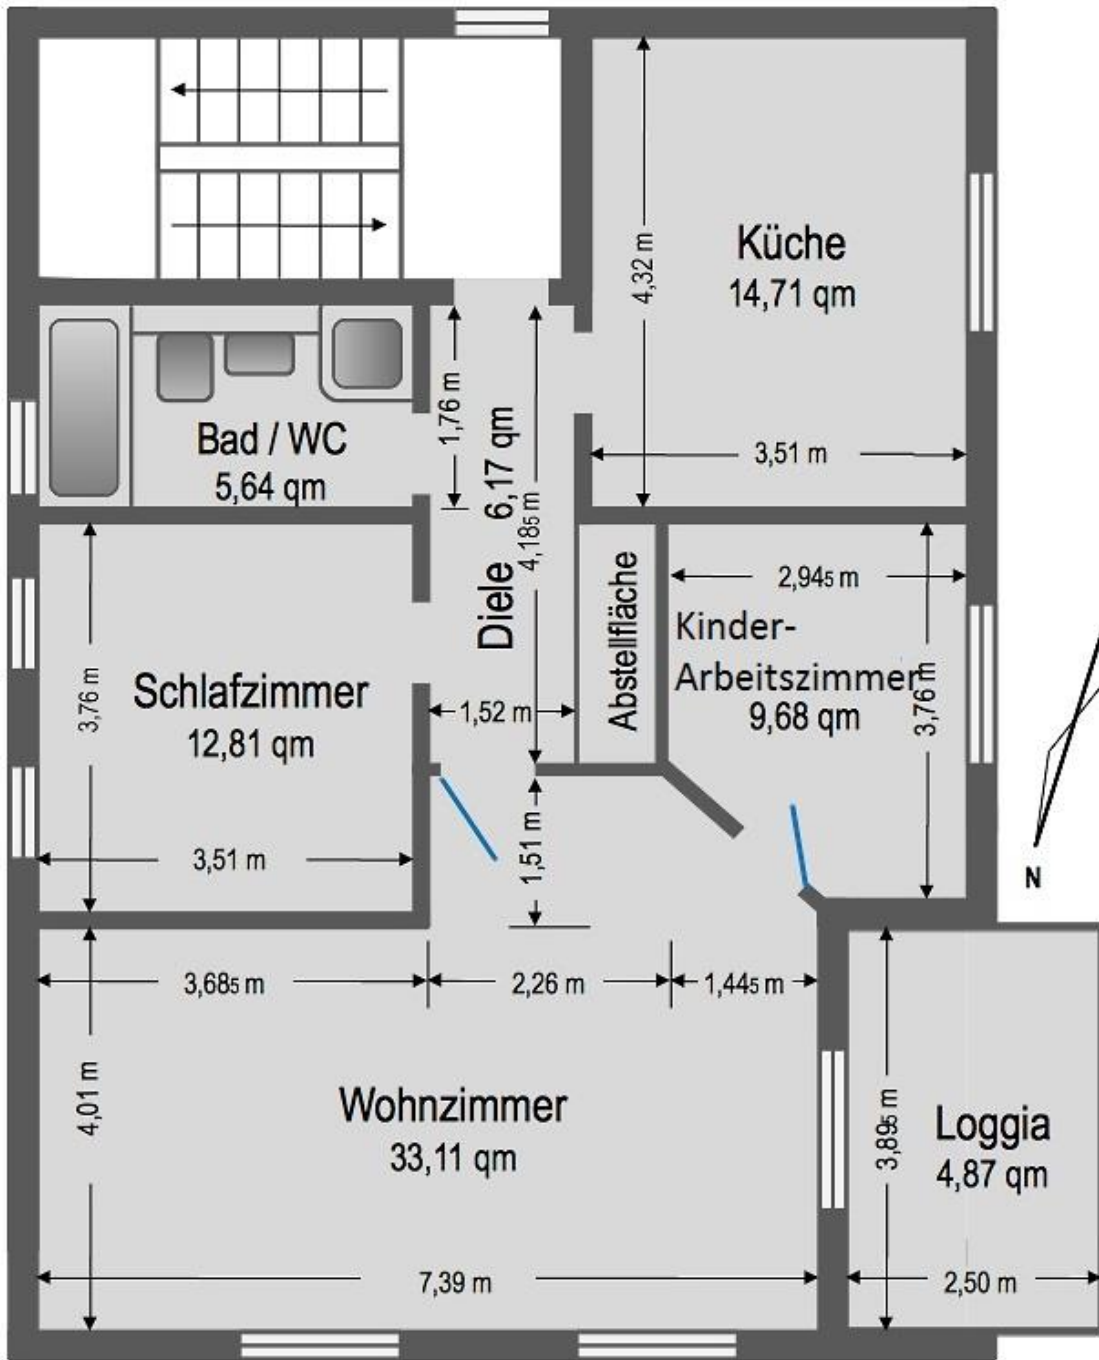 Küche
14,71 qm
4,32 m
3,51 m
Bad / WC
5,64 qm
1,76 m
Diele 6,17 qm
4,185 m
1,52 m
Abstellfläche
2,945 m
Kinder-
Arbeitszimmer
9,68 qm
3,76 m
Schlafzimmer
12,81 qm
3,76 m
3,51 m
1,51 m
N
3,685 m
2,26 m
1,445 m
4,01 m
Wohnzimmer
33,11 qm
7,39 m
Loggia
4,87 qm
3,895 m
2,50 m